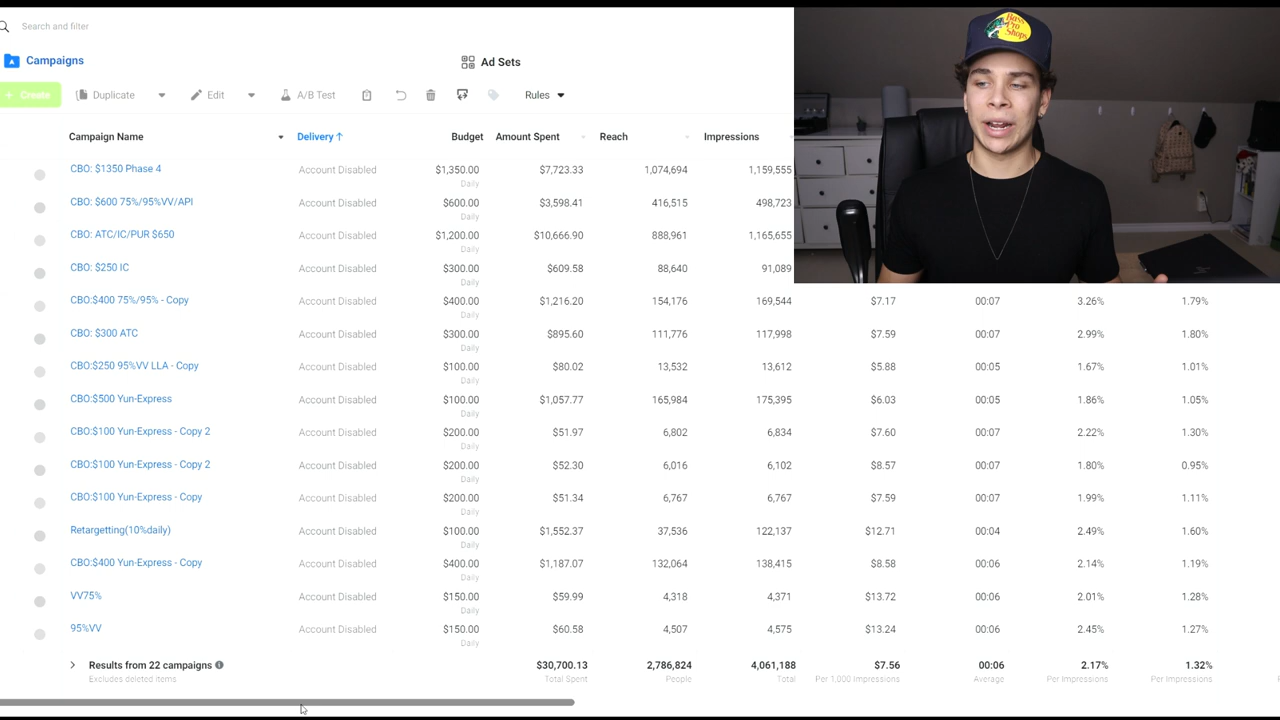 Search and filter
Bass Pro Shops
Campaigns
Ad Sets
+ Create
Duplicate Edit A/B Test Rules
Campaign Name Delivery ↑ Budget Amount Spent Reach Impressions
CBO: $1350 Phase 4 Account Disabled $1,350.00 $7,723.33 1,074,694 1,159,555
Daily
CBO: $600 75%/95%VV/API Account Disabled $600.00 $3,598.41 416,515 498,723
Daily
CBO: ATC/IC/PUR $650 Account Disabled $1,200.00 $10,666.90 888,961 1,165,655
Daily
CBO: $250 IC Account Disabled $300.00 $609.58 88,640 91,089
Daily
CBO:$400 75%/95% - Copy Account Disabled $400.00 $1,216.20 154,176 169,544 $7.17 00:07 3.26% 1.79%
Daily
CBO: $300 ATC Account Disabled $300.00 $895.60 111,776 117,998 $7.59 00:07 2.99% 1.80%
Daily
CBO:$250 95%VV LLA - Copy Account Disabled $100.00 $80.02 13,532 13,612 $5.88 00:05 1.67% 1.01%
Daily
CBO:$500 Yun-Express Account Disabled $100.00 $1,057.77 165,984 175,395 $6.03 00:05 1.86% 1.05%
Daily
CBO:$100 Yun-Express - Copy 2 Account Disabled $200.00 $51.97 6,802 6,834 $7.60 00:07 2.22% 1.30%
Daily
CBO:$100 Yun-Express - Copy 2 Account Disabled $200.00 $52.30 6,016 6,102 $8.57 00:07 1.80% 0.95%
Daily
CBO:$100 Yun-Express - Copy Account Disabled $200.00 $51.34 6,767 6,767 $7.59 00:07 1.99% 1.11%
Daily
Retargetting(10%daily) Account Disabled $100.00 $1,552.37 37,536 122,137 $12.71 00:04 2.49% 1.60%
Daily
CBO:$400 Yun-Express - Copy Account Disabled $400.00 $1,187.07 132,064 138,415 $8.58 00:06 2.14% 1.19%
Daily
VV75% Account Disabled $150.00 $59.99 4,318 4,371 $13.72 00:06 2.01% 1.28%
Daily
95%VV Account Disabled $150.00 $60.58 4,507 4,575 $13.24 00:06 2.45% 1.27%
Daily
Results from 22 campaigns $30,700.13 2,786,824 4,061,188 $7.56 00:06 2.17% 1.32%
Excludes deleted items. Total Spent People Total Per 1,000 Impressions Average Per Impressions Per Impressions